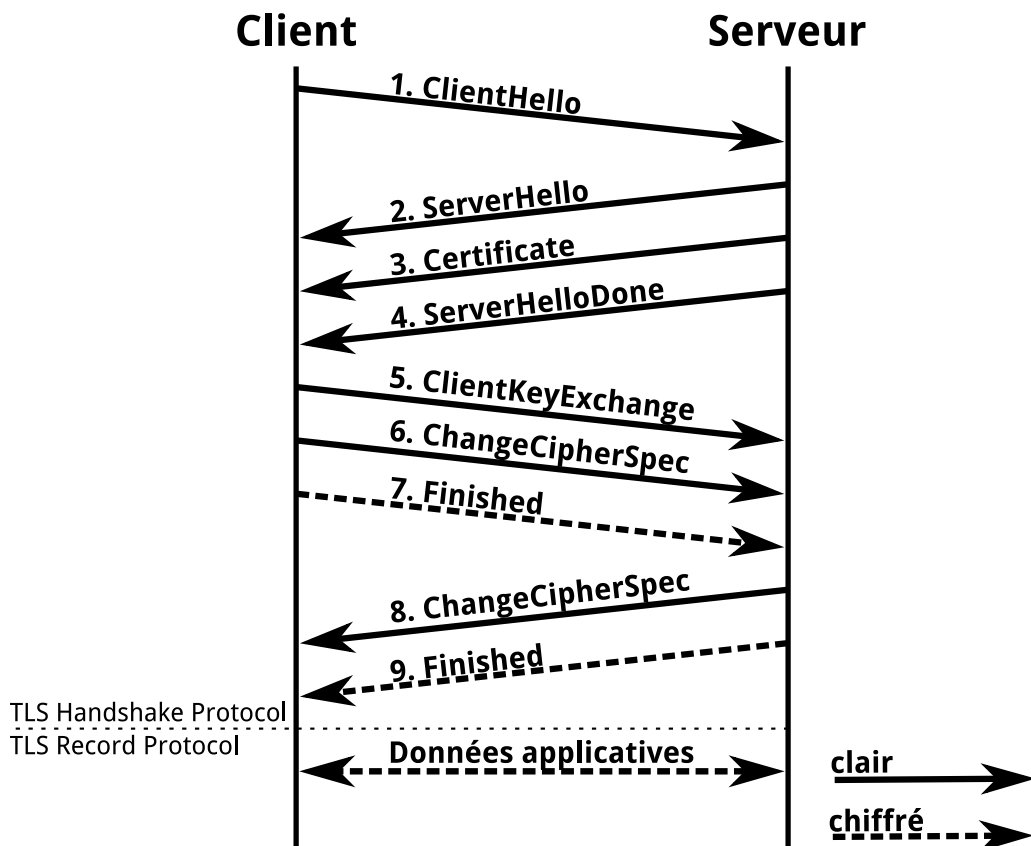 Client
Serveur
1. ClientHello
2. ServerHello
3. Certificate
4. ServerHelloDone
5. ClientKeyExchange
6. ChangeCipherSpec
7. Finished
8. ChangeCipherSpec
9. Finished
TLS Handshake Protocol
TLS Record Protocol
Données applicatives
clair
chiffré